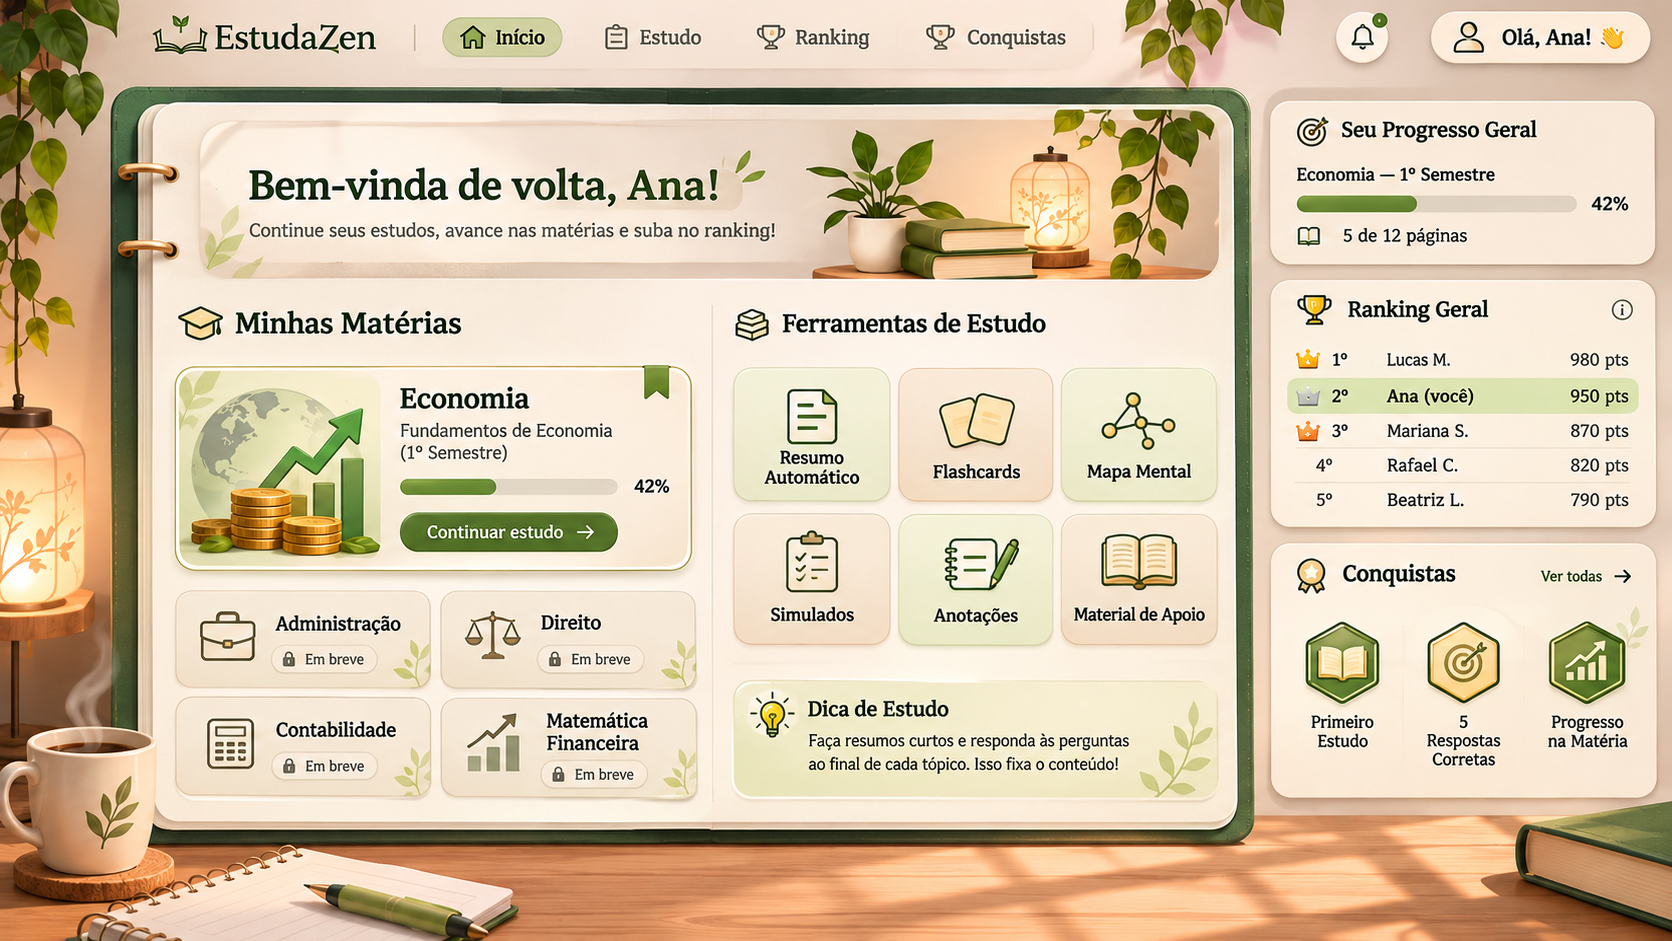 EstudaZen
Início
Estudo
Ranking
Conquistas
Olá, Ana! 👋
Bem-vinda de volta, Ana!
Continue seus estudos, avance nas matérias e suba no ranking!
Minhas Matérias
Economia
Fundamentos de Economia
(1º Semestre)
42%
Continuar estudo →
Administração
Em breve
Direito
Em breve
Contabilidade
Em breve
Matemática
Financeira
Em breve
Ferramentas de Estudo
Resumo
Automático
Flashcards
Mapa Mental
Simulados
Anotações
Material de Apoio
Dica de Estudo
Faça resumos curtos e responda às perguntas
ao final de cada tópico. Isso fixa o conteúdo!
Seu Progresso Geral
Economia — 1º Semestre
42%
5 de 12 páginas
Ranking Geral
1º Lucas M. 980 pts
2º Ana (você) 950 pts
3º Mariana S. 870 pts
4º Rafael C. 820 pts
5º Beatriz L. 790 pts
Conquistas
Ver todas →
Primeiro
Estudo
5
Respostas
Corretas
Progresso
na Matéria